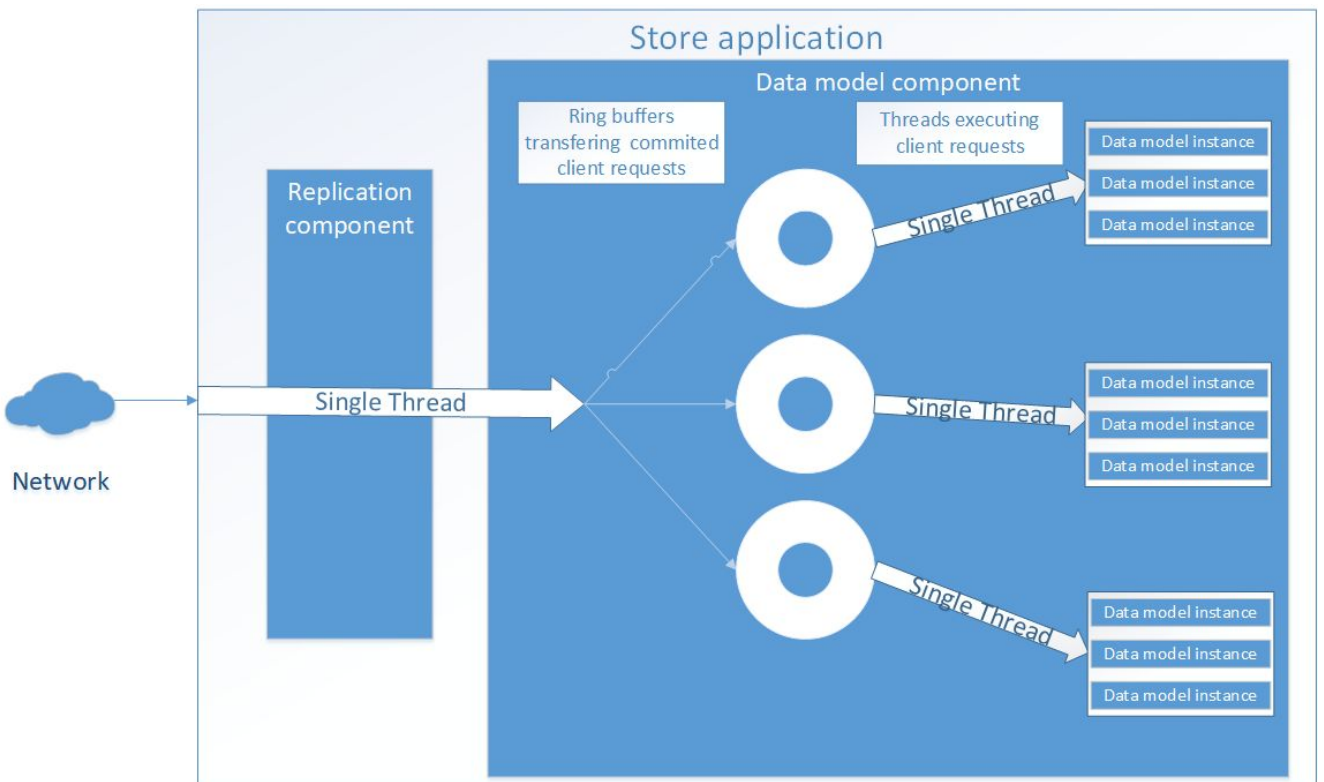 Store application
Data model component
Ring buffers
transfering commited
client requests
Threads executing
client requests
Replication
component
Network
Single Thread
Single Thread
Data model instance
Data model instance
Data model instance
Single Thread
Data model instance
Data model instance
Data model instance
Single Thread
Data model instance
Data model instance
Data model instance